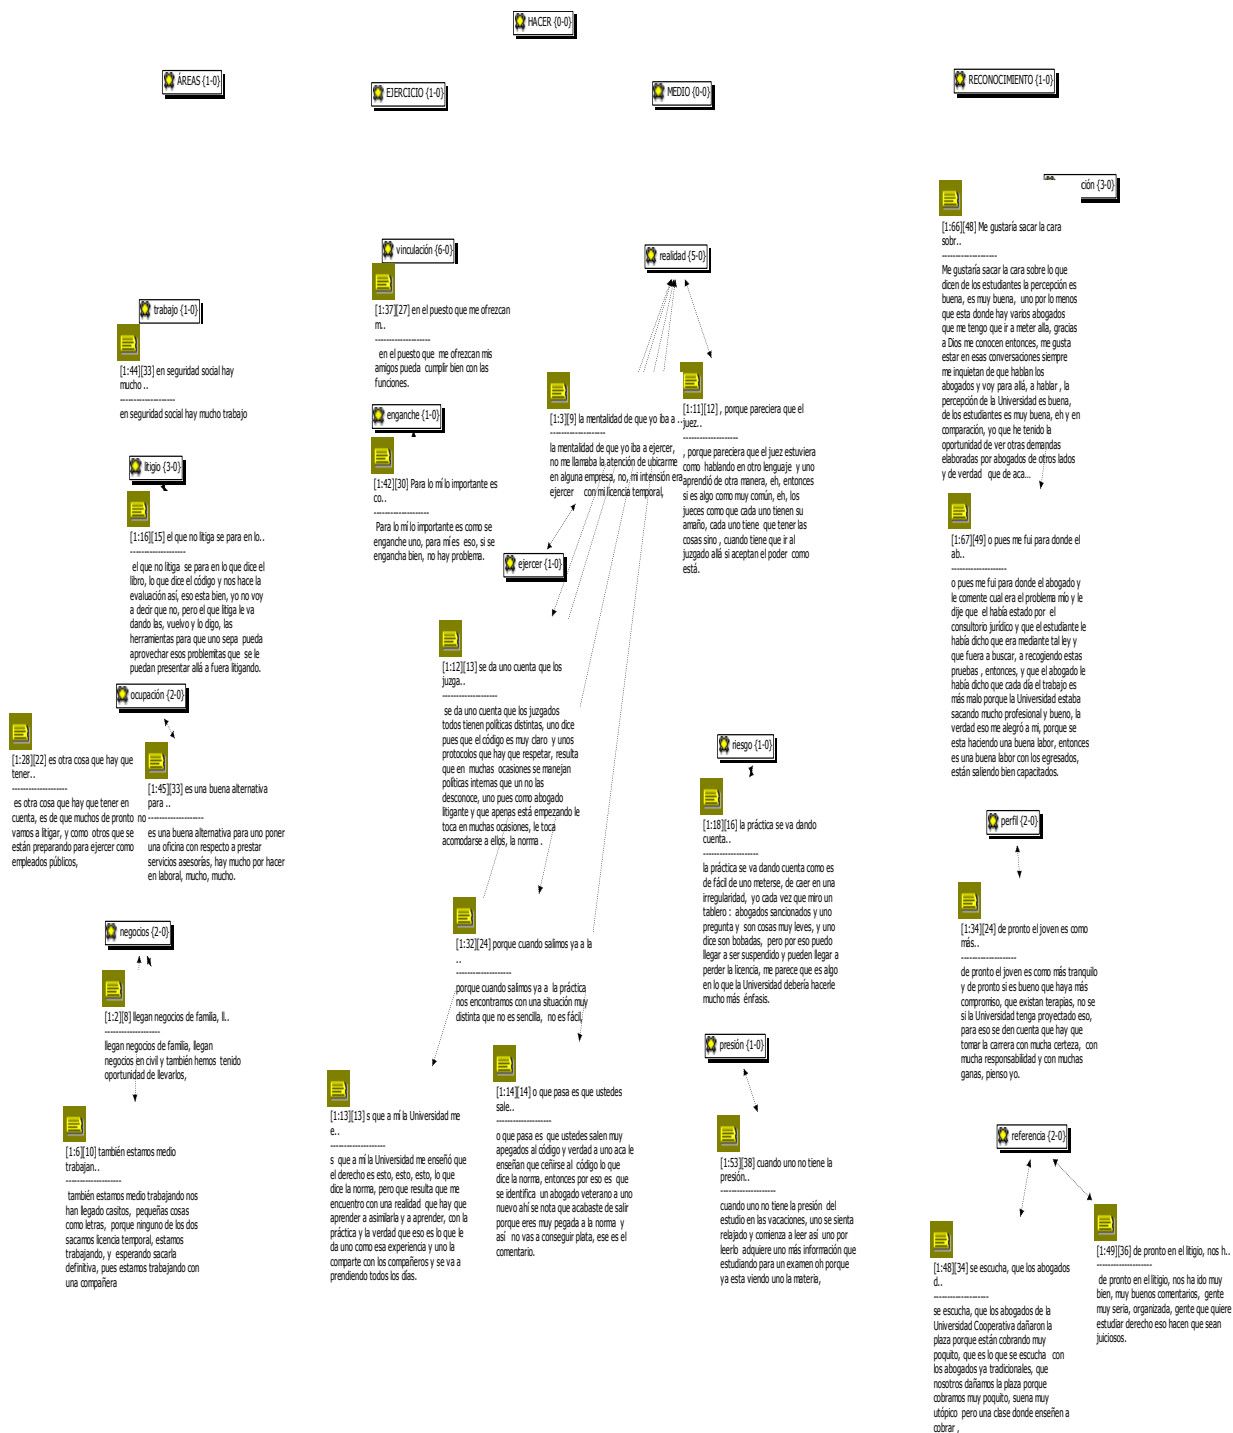 HACER {0-0}
ÁREAS {1-0}
EJERCICIO {1-0}
MEDIO {0-0}
RECONOCIMIENTO {1-0}
trabajo {1-0}
[1:44][33] en seguridad social hay
mucho ..
--------------------
en seguridad social hay mucho trabajo
litigio {3-0}
[1:16][15] el que no litiga se para en lo..
--------------------
el que no litiga se para en lo que dice el
libro, lo que dice el código y nos hace la
evaluación así, eso esta bien, yo no voy
a decir que no, pero el que litiga le va
dando las, vuelvo y lo digo, las
herramientas para que uno sepa pueda
aprovechar esos problemitas que se le
puedan presentar allá a fuera litigando.
ocupación {2-0}
[1:28][22] es otra cosa que hay que
tener..
--------------------
es otra cosa que hay que tener en
cuenta, es de que muchos de pronto no
vamos a litigar, y como otros que se
están preparando para ejercer como
empleados públicos,
[1:45][33] es una buena alternativa
para ..
--------------------
es una buena alternativa para uno poner
una oficina con respecto a prestar
servicios asesorías, hay mucho por hacer
en laboral, mucho, mucho.
negocios {2-0}
[1:2][8] llegan negocios de familia, ll..
--------------------
llegan negocios de familia, llegan
negocios en civil y también hemos tenido
oportunidad de llevarlos,
[1:6][10] también estamos medio
trabajan..
--------------------
también estamos medio trabajando nos
han llegado casitos, pequeñas cosas
como letras, porque ninguno de los dos
sacamos licencia temporal, estamos
trabajando, y esperando sacarla
definitiva, pues estamos trabajando con
una compañera
vinculación {6-0}
[1:37][27] en el puesto que me ofrezcan
m..
--------------------
en el puesto que me ofrezcan mis
amigos pueda cumplir bien con las
funciones.
enganche {1-0}
[1:42][30] Para lo mí lo importante es
co..
--------------------
Para lo mí lo importante es como se
enganche uno, para mí es eso, si se
engancha bien, no hay problema.
realidad {5-0}
[1:3][9] la mentalidad de que yo iba a ..
--------------------
la mentalidad de que yo iba a ejercer,
no me llamaba la atención de ubicarme
en alguna empresa, no, mi intensión era
ejercer con mi licencia temporal,
ejercer {1-0}
[1:11][12] , porque pareciera que el
juez..
--------------------
, porque pareciera que el juez estuviera
como hablando en otro lenguaje y uno
aprendió de otra manera, eh, entonces
si es algo como muy común, eh, los
jueces como que cada uno tienen su
amaño, cada uno tiene que tener las
cosas sino , cuando tiene que ir al
juzgado allá si aceptan el poder como
está.
[1:12][13] se da uno cuenta que los
juzga..
--------------------
se da uno cuenta que los juzgados
todos tienen políticas distintas, uno dice
pues que el código es muy claro y unos
protocolos que hay que respetar, resulta
que en muchas ocasiones se manejan
políticas internas que un no las
desconoce, uno pues como abogado
litigante y que apenas está empezando le
toca en muchas ocasiones, le toca
acomodarse a ellos, la norma .
[1:32][24] porque cuando salimos ya a la
..
--------------------
porque cuando salimos ya a la práctica
nos encontramos con una situación muy
distinta que no es sencilla, no es fácil,
[1:13][13] s que a mí la Universidad me
e..
--------------------
s que a mí la Universidad me enseñó que
el derecho es esto, esto, esto, lo que
dice la norma, pero que resulta que me
encuentro con una realidad que hay que
aprender a asimilarla y a aprender, con la
práctica y la verdad que eso es lo que le
da uno como esa experiencia y uno la
comparte con los compañeros y se va a
prendiendo todos los días.
[1:14][14] o que pasa es que ustedes
sale..
--------------------
o que pasa es que ustedes salen muy
apegados al código y verdad a uno aca le
enseñan que ceñirse al código lo que
dice la norma, entonces por eso es que
se identifica un abogado veterano a uno
nuevo ahí se nota que acabaste de salir
porque eres muy pegada a la norma y
así no vas a conseguir plata, ese es el
comentario.
riesgo {1-0}
[1:18][16] la práctica se va dando
cuenta..
--------------------
la práctica se va dando cuenta como es
de fácil de uno meterse, de caer en una
irregularidad, yo cada vez que miro un
tablero : abogados sancionados y uno
pregunta y son cosas muy leves, y uno
dice son bobadas, pero por eso puedo
llegar a ser suspendido y pueden llegar a
perder la licencia, me parece que es algo
en lo que la Universidad debería hacerle
mucho más énfasis.
presión {1-0}
[1:53][38] cuando uno no tiene la
presión..
--------------------
cuando uno no tiene la presión del
estudio en las vacaciones, uno se sienta
relajado y comienza a leer así uno por
leerlo adquiere uno más información que
estudiando para un examen oh porque
ya esta viendo uno la materia,
ción {3-0}
[1:66][48] Me gustaría sacar la cara
sobr..
--------------------
Me gustaría sacar la cara sobre lo que
dicen de los estudiantes la percepción es
buena, es muy buena, uno por lo menos
que esta donde hay varios abogados
que me tengo que ir a meter alla, gracias
a Dios me conocen entonces, me gusta
estar en esas conversaciones siempre
me inquietan de que hablan los
abogados y voy para allá, a hablar , la
percepción de la Universidad es buena,
de los estudiantes es muy buena, eh y en
comparación, yo que he tenido la
oportunidad de ver otras demandas
elaboradas por abogados de otros lados
y de verdad que de aca...
[1:67][49] o pues me fui para donde el
ab..
--------------------
o pues me fui para donde el abogado y
le comente cual era el problema mío y le
dije que el había estado por el
consultorio jurídico y que el estudiante le
había dicho que era mediante tal ley y
que fuera a buscar, a recogiendo estas
pruebas , entonces, y que el abogado le
había dicho que cada día el trabajo es
más malo porque la Universidad estaba
sacando mucho profesional y bueno, la
verdad eso me alegró a mi, porque se
esta haciendo una buena labor, entonces
es una buena labor con los egresados,
están saliendo bien capacitados.
perfil {2-0}
[1:34][24] de pronto el joven es como
más..
--------------------
de pronto el joven es como más tranquilo
y de pronto si es bueno que haya más
compromiso, que existan terapias, no se
si la Universidad tenga proyectado eso,
para eso se den cuenta que hay que
tomar la carrera con mucha certeza, con
mucha responsabilidad y con muchas
ganas, pienso yo.
referencia {2-0}
[1:48][34] se escucha, que los abogados
d..
--------------------
se escucha, que los abogados de la
Universidad Cooperativa dañaron la
plaza porque están cobrando muy
poquito, que es lo que se escucha con
los abogados ya tradicionales, que
nosotros dañamos la plaza porque
cobramos muy poquito, suena muy
utópico pero una clase donde enseñen a
cobrar ,
[1:49][36] de pronto en el litigio, nos h..
--------------------
de pronto en el litigio, nos ha ido muy
bien, muy buenos comentarios, gente
muy seria, organizada, gente que quiere
estudiar derecho eso hacen que sean
juiciosos.